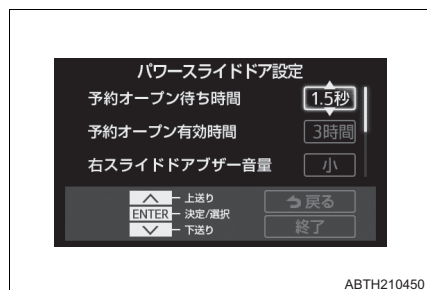 パワースライドドア設定
予約オープン待ち時間 1.5秒
予約オープン有効時間 3時間
右スライドドアブザー音量 小
上送り 戻る
ENTER 決定/選択
下送り 終了
ABTH210450